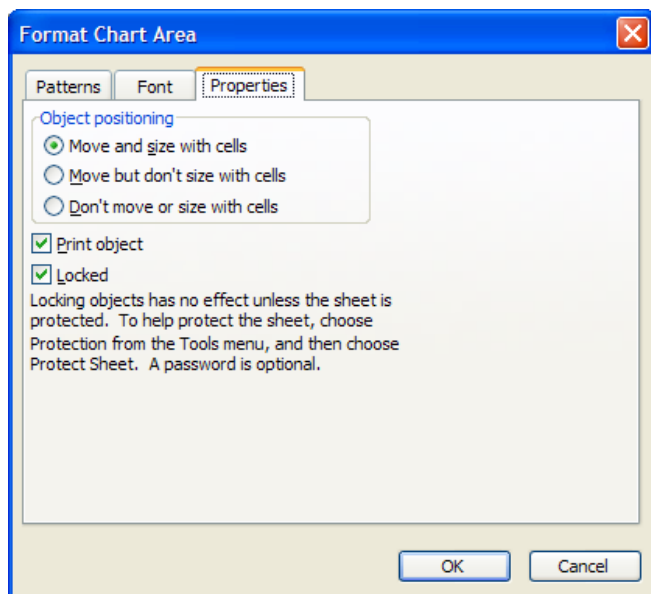 Format Chart Area
Patterns
Font
Properties
Object positioning
Move and size with cells
Move but don't size with cells
Don't move or size with cells
Print object
Locked
Locking objects has no effect unless the sheet is
protected.  To help protect the sheet, choose
Protection from the Tools menu, and then choose
Protect Sheet.  A password is optional.
OK
Cancel